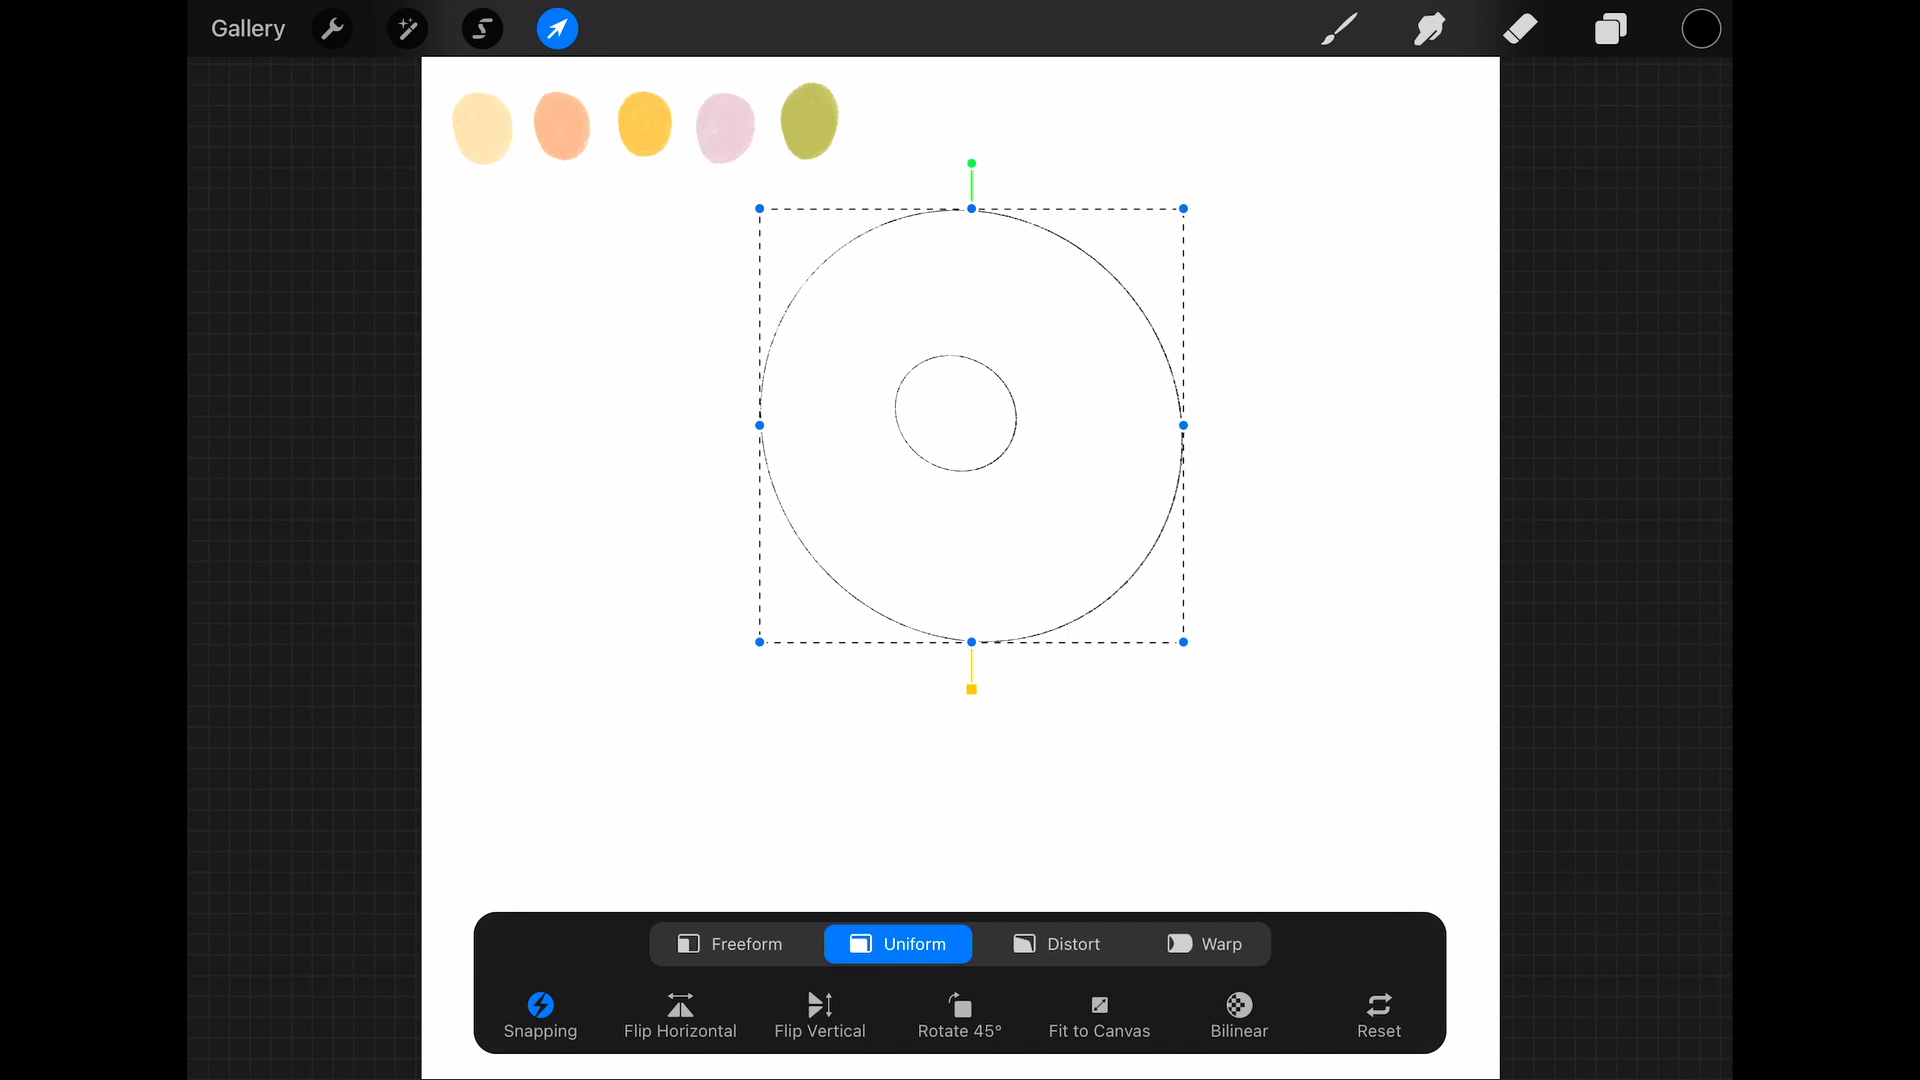 Gallery
Freeform Uniform Distort Warp
Snapping Flip Horizontal Flip Vertical Rotate 45° Fit to Canvas Bilinear Reset